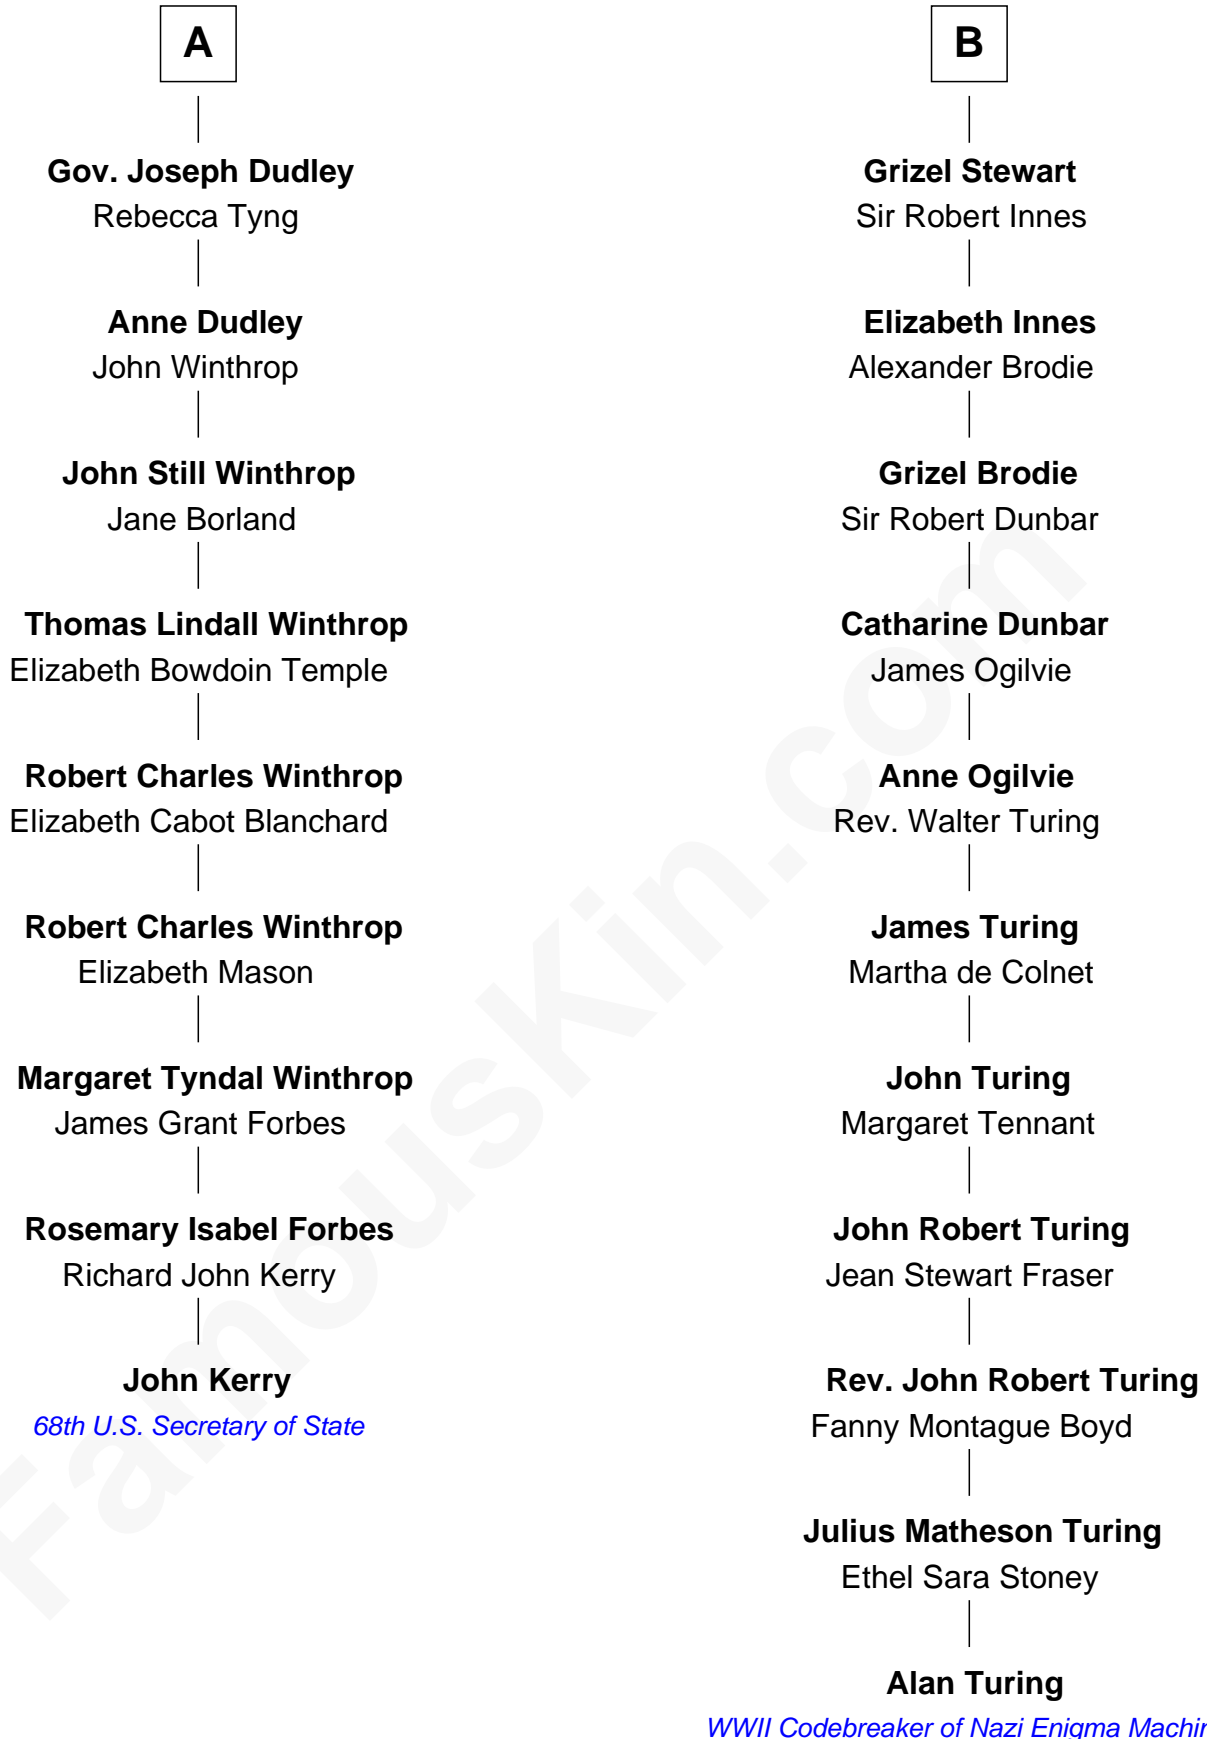 A
Gov. Joseph Dudley
Rebecca Tyng
Anne Dudley
John Winthrop
John Still Winthrop
Jane Borland
Thomas Lindall Winthrop
Elizabeth Bowdoin Temple
Robert Charles Winthrop
Elizabeth Cabot Blanchard
Robert Charles Winthrop
Elizabeth Mason
Margaret Tyndal Winthrop
James Grant Forbes
Rosemary Isabel Forbes
Richard John Kerry
John Kerry
68th U.S. Secretary of State
B
Grizel Stewart
Sir Robert Innes
Elizabeth Innes
Alexander Brodie
Grizel Brodie
Sir Robert Dunbar
Catharine Dunbar
James Ogilvie
Anne Ogilvie
Rev. Walter Turing
James Turing
Martha de Colnet
John Turing
Margaret Tennant
John Robert Turing
Jean Stewart Fraser
Rev. John Robert Turing
Fanny Montague Boyd
Julius Matheson Turing
Ethel Sara Stoney
Alan Turing
WWII Codebreaker of Nazi Enigma
FamousKin.com